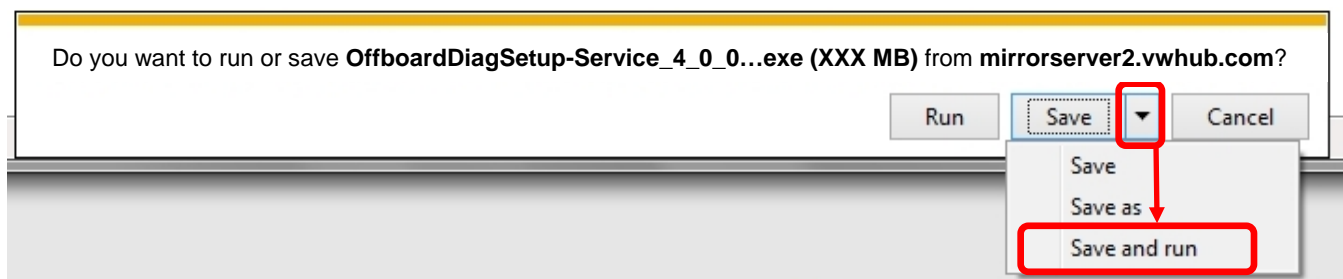 Do you want to run or save OffboardDiagSetup-Service_4_0_0…exe (XXX MB) from mirrorserver2.vwhub.com?
Run Save Cancel
Save
Save as
Save and run